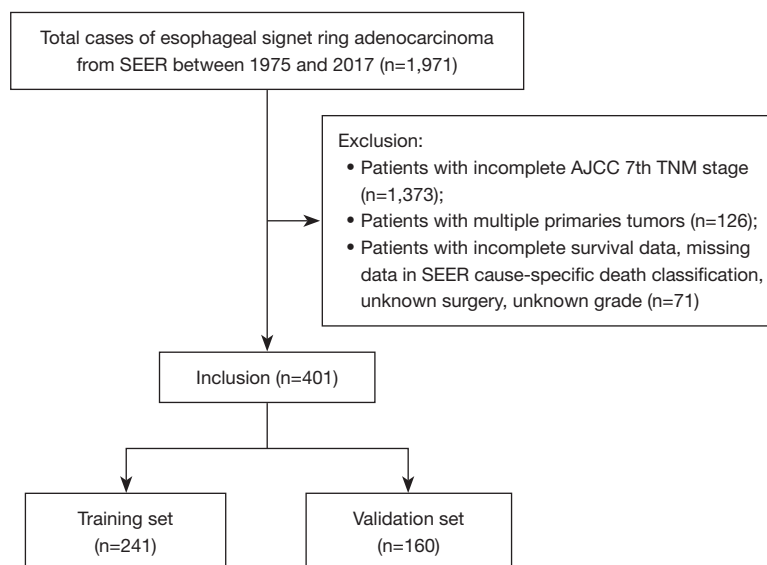 Total cases of esophageal signet ring adenocarcinoma
from SEER between 1975 and 2017 (n=1,971)
Exclusion:
• Patients with incomplete AJCC 7th TNM stage
(n=1,373);
• Patients with multiple primaries tumors (n=126);
• Patients with incomplete survival data, missing
data in SEER cause-specific death classification,
unknown surgery, unknown grade (n=71)
Inclusion (n=401)
Training set
(n=241)
Validation set
(n=160)